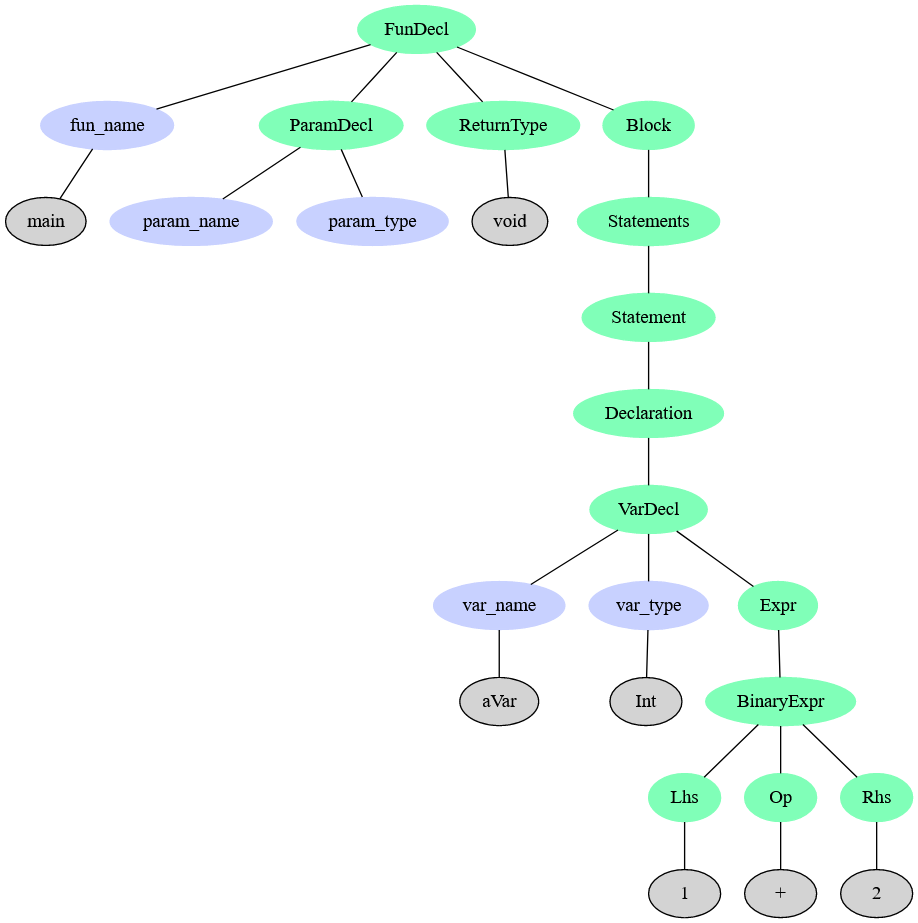 FunDecl
fun_name ParamDecl ReturnType Block
main param_name param_type void Statements
Statement
Declaration
VarDecl
var_name var_type Expr
aVar Int BinaryExpr
Lhs Op Rhs
1 + 2